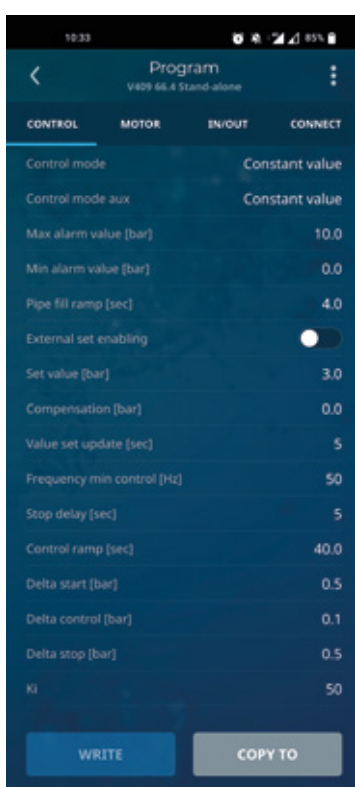 10:33
85%
Program
V409 66.4 Stand-alone
CONTROL MOTOR IN/OUT CONNECT
Control mode Constant value
Control mode aux Constant value
Max alarm value [bar] 10.0
Min alarm value [bar] 0.0
Pipe fill ramp [sec] 4.0
External set enabling
Set value [bar] 3.0
Compensation [bar] 0.0
Value set update [sec] 5
Frequency min control [Hz] 50
Stop delay [sec] 5
Control ramp [sec] 40.0
Delta start [bar] 0.5
Delta control [bar] 0.1
Delta stop [bar] 0.5
Ki 50
WRITE COPY TO